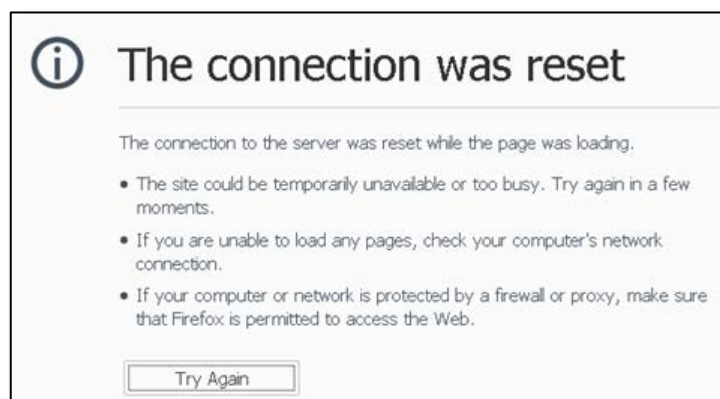 The connection was reset
The connection to the server was reset while the page was loading.
• The site could be temporarily unavailable or too busy. Try again in a few
moments.
• If you are unable to load any pages, check your computer's network
connection.
• If your computer or network is protected by a firewall or proxy, make sure
that Firefox is permitted to access the Web.
Try Again